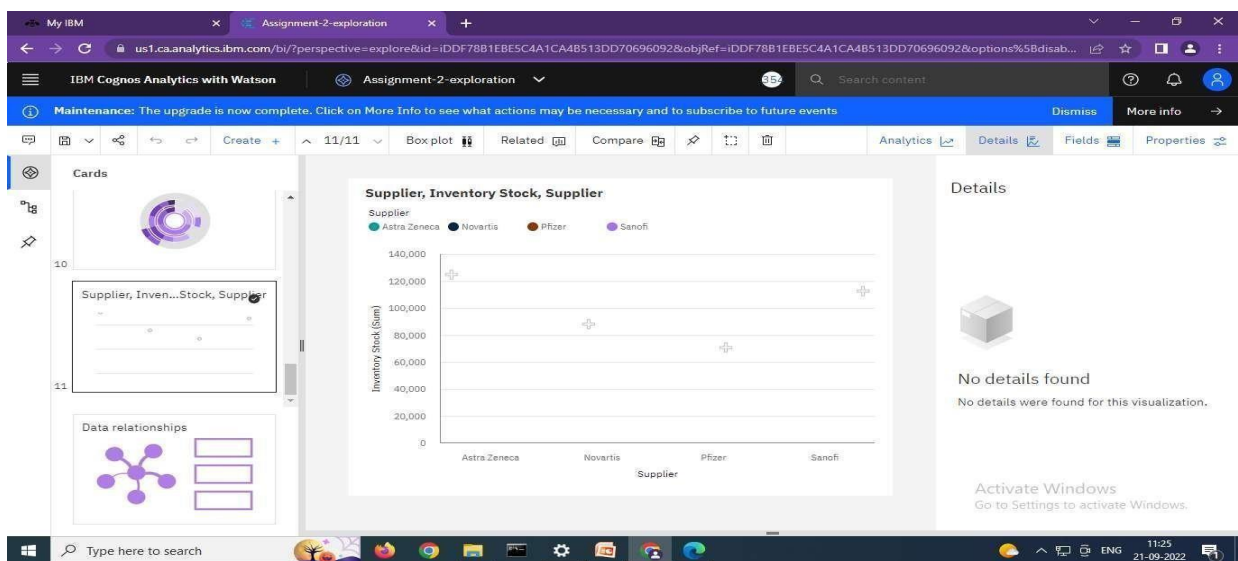 My IBM
Assignment-2-exploration
us1.ca.analytics.ibm.com/bi/?perspective=explore&id=iDDF78B1EBE5C4A1CA4B513DD70696092&objRef=iDDF78B1EBE5C4A1CA4B513DD70696092&options%5Bdisab...
IBM Cognos Analytics with Watson
Assignment-2-exploration
354
Search content
Maintenance: The upgrade is now complete. Click on More Info to see what actions may be necessary and to subscribe to future events
Dismiss
More info
Create +
11/11
Box plot
Related
Compare
Analytics
Details
Fields
Properties
Cards
10
Supplier, Inven...Stock, Supplier
11
Data relationships
Supplier, Inventory Stock, Supplier
Supplier
Astra Zeneca Novartis Pfizer Sanofi
140,000
120,000
100,000
80,000
60,000
40,000
20,000
0
Inventory Stock (Sum)
Astra Zeneca Novartis Pfizer Sanofi
Supplier
Details
No details found
No details were found for this visualization.
Activate Windows
Go to Settings to activate Windows.
Type here to search
ENG
11:25
21-09-2022